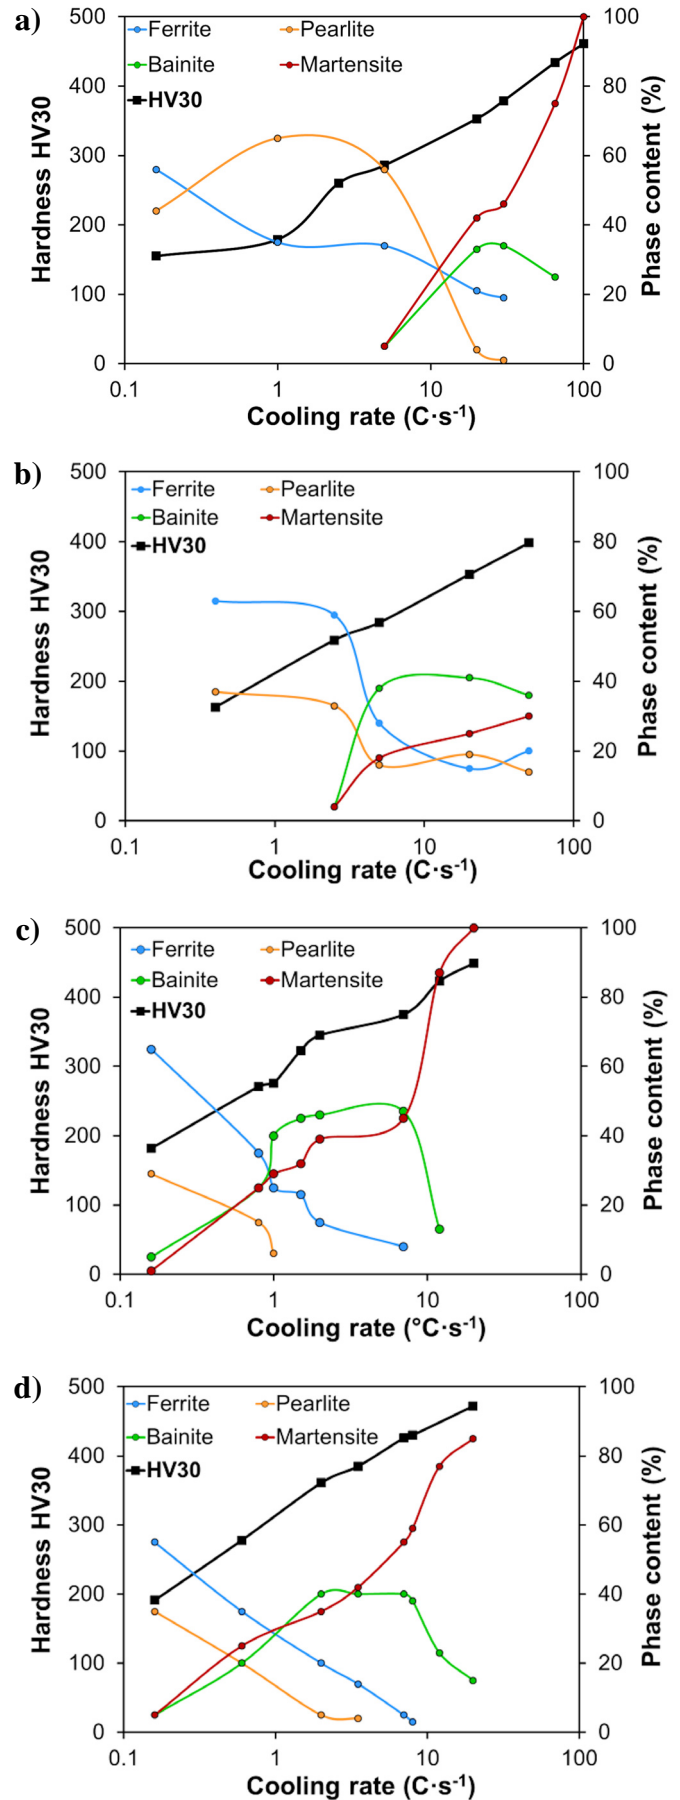 a)
500
400
300
200
100
0
Hardness HV30
Ferrite
Pearlite
Bainite
Martensite
HV30
100
80
60
40
20
0
Phase content (%)
0.1
1
10
100
Cooling rate (C·s⁻¹)
b)
500
400
300
200
100
0
Hardness HV30
Ferrite
Pearlite
Bainite
Martensite
HV30
100
80
60
40
20
0
Phase content (%)
0.1
1
10
100
Cooling rate (C·s⁻¹)
c)
500
400
300
200
100
0
Hardness HV30
Ferrite
Pearlite
Bainite
Martensite
HV30
100
80
60
40
20
0
Phase content (%)
0.1
1
10
100
Cooling rate (°C·s⁻¹)
d)
500
400
300
200
100
0
Hardness HV30
Ferrite
Pearlite
Bainite
Martensite
HV30
100
80
60
40
20
0
Phase content (%)
0.1
1
10
100
Cooling rate (C·s⁻¹)